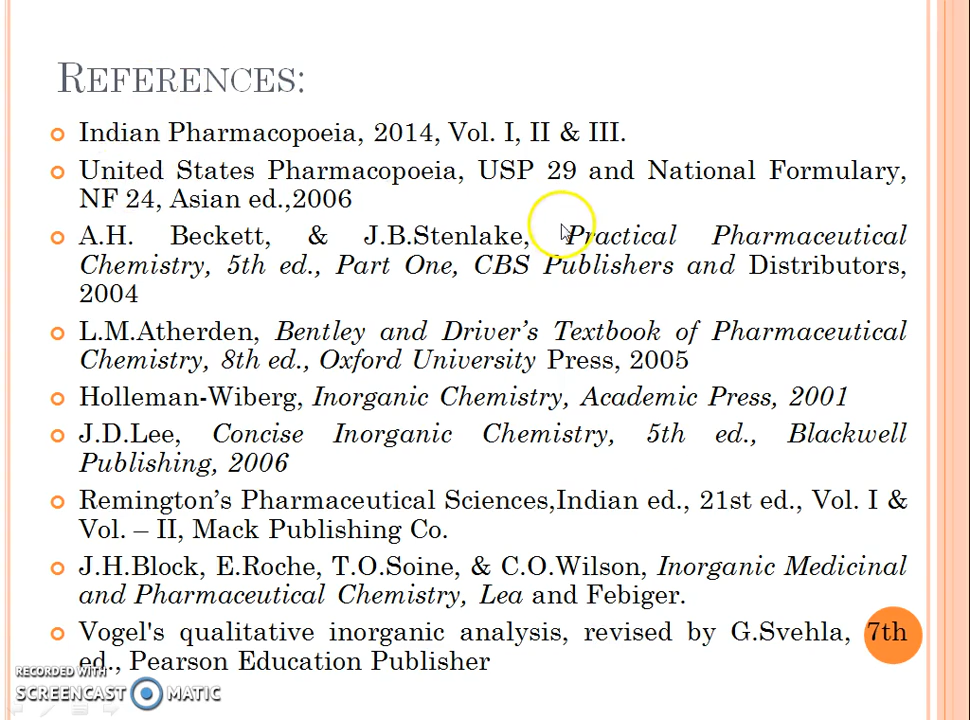 REFERENCES:
Indian Pharmacopoeia, 2014, Vol. I, II & III.
United States Pharmacopoeia, USP 29 and National Formulary,
NF 24, Asian ed.,2006
A.H. Beckett, & J.B.Stenlake, Practical Pharmaceutical
Chemistry, 5th ed., Part One, CBS Publishers and Distributors,
2004
L.M.Atherden, Bentley and Driver's Textbook of Pharmaceutical
Chemistry, 8th ed., Oxford University Press, 2005
Holleman-Wiberg, Inorganic Chemistry, Academic Press, 2001
J.D.Lee, Concise Inorganic Chemistry, 5th ed., Blackwell
Publishing, 2006
Remington's Pharmaceutical Sciences,Indian ed., 21st ed., Vol. I &
Vol. – II, Mack Publishing Co.
J.H.Block, E.Roche, T.O.Soine, & C.O.Wilson, Inorganic Medicinal
and Pharmaceutical Chemistry, Lea and Febiger.
Vogel's qualitative inorganic analysis, revised by G.Svehla, 7th
ed., Pearson Education Publisher
RECORDED WITH
SCREENCAST MATIC